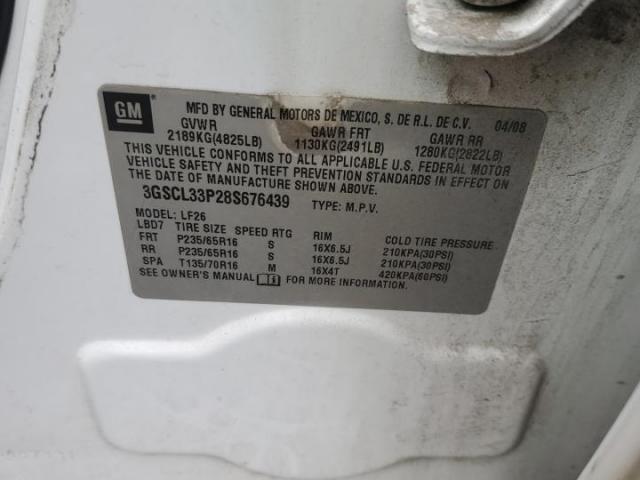 GM
MFD BY GENERAL MOTORS DE MEXICO, S. DE R.L. DE C.V. 04/08
GVWR GAWR FRT GAWR RR
2189KG(4825LB) 1130KG(2491LB) 1280KG(2822LB)
THIS VEHICLE CONFORMS TO ALL APPLICABLE U.S. FEDERAL MOTOR
VEHICLE SAFETY AND THEFT PREVENTION STANDARDS IN EFFECT ON
THE DATE OF MANUFACTURE SHOWN ABOVE.
3GSCL33P28S676439 TYPE: M.P.V.
MODEL: LF26
LBD7 TIRE SIZE SPEED RTG RIM COLD TIRE PRESSURE
FRT P235/65R16 S 16X6.5J 210KPA(30PSI)
RR P235/65R16 S 16X6.5J 210KPA(30PSI)
SPA T135/70R16 M 16X4T 420KPA(60PSI)
SEE OWNER'S MANUAL FOR MORE INFORMATION.